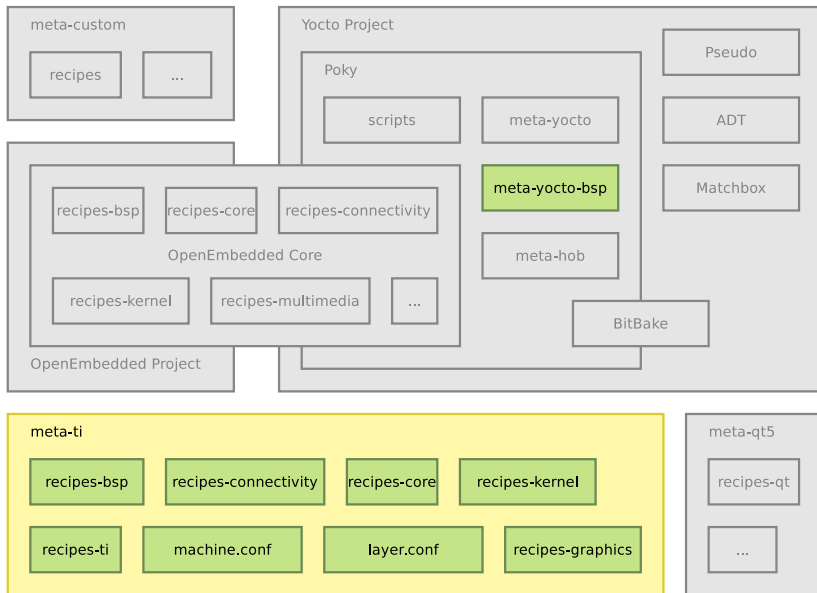 meta-custom
recipes
...
Yocto Project
Poky
scripts
meta-yocto
meta-yocto-bsp
meta-hob
BitBake
Pseudo
ADT
Matchbox
recipes-bsp
recipes-core
recipes-connectivity
OpenEmbedded Core
recipes-kernel
recipes-multimedia
...
OpenEmbedded Project
meta-ti
recipes-bsp
recipes-connectivity
recipes-core
recipes-kernel
recipes-ti
machine.conf
layer.conf
recipes-graphics
meta-qt5
recipes-qt
...